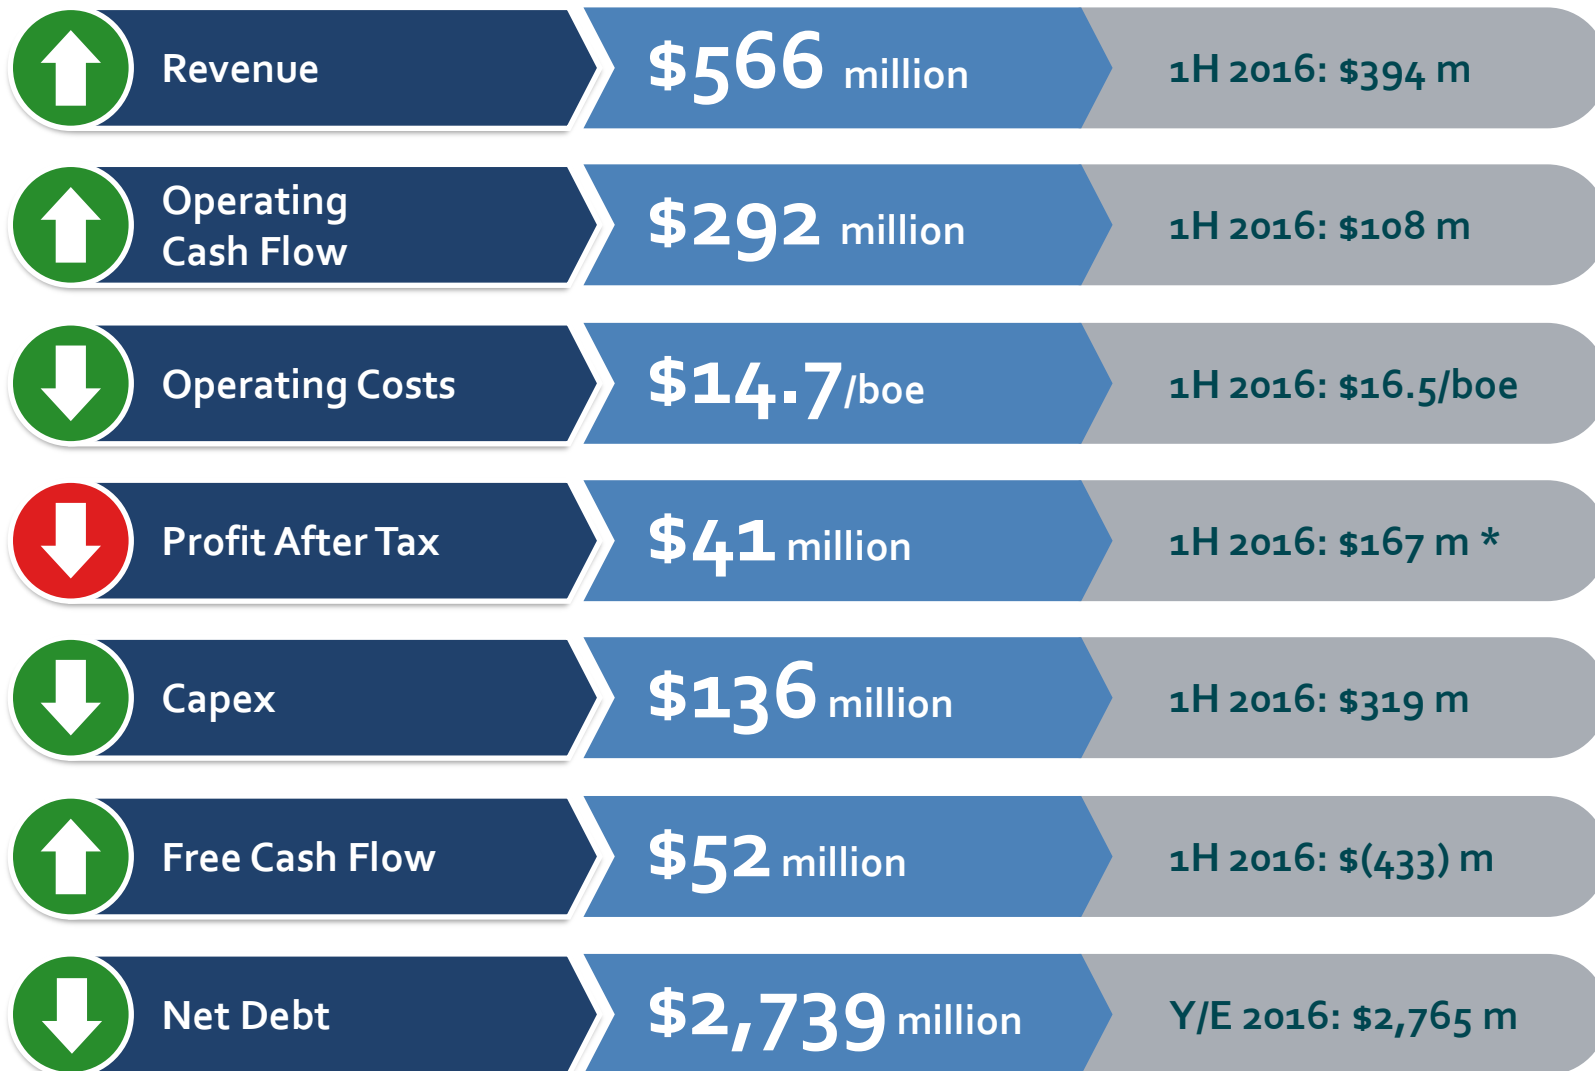 Revenue
$566 million
1H 2016: $394 m
Operating
Cash Flow
$292 million
1H 2016: $108 m
Operating Costs
$14.7/boe
1H 2016: $16.5/boe
Profit After Tax
$41 million
1H 2016: $167 m *
Capex
$136 million
1H 2016: $319 m
Free Cash Flow
$52 million
1H 2016: $(433) m
Net Debt
$2,739 million
Y/E 2016: $2,765 m